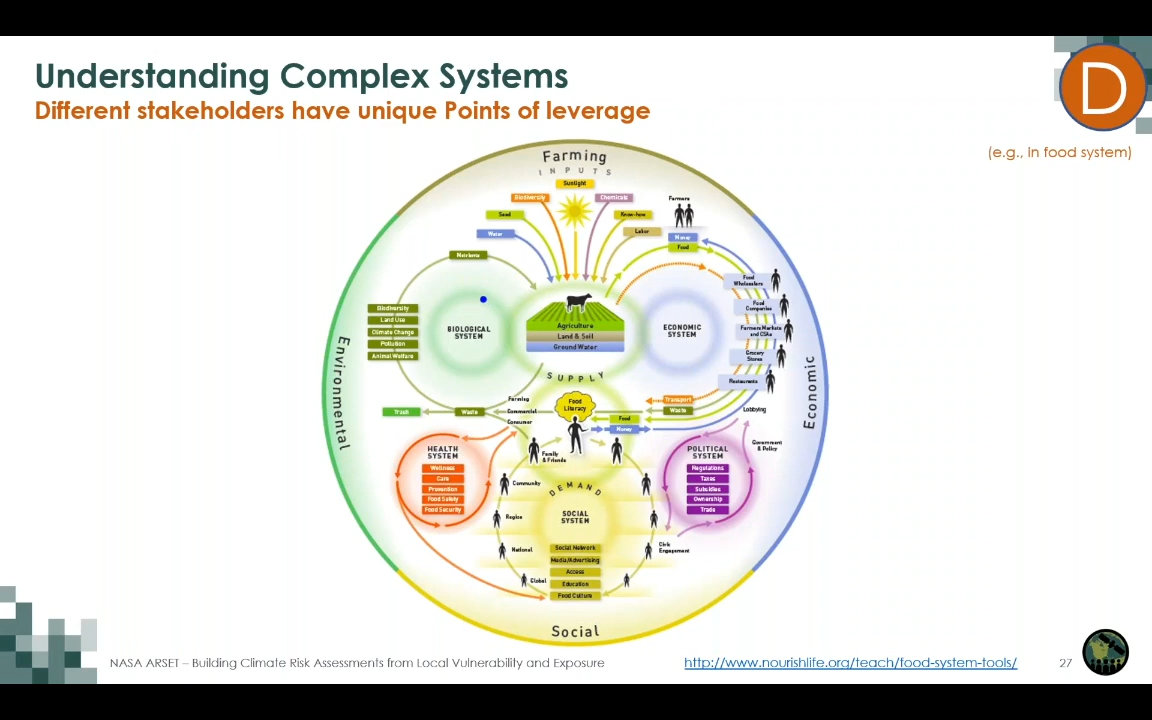 Understanding Complex Systems
Different stakeholders have unique Points of leverage
D
(e.g., in food system)
Farming
INPUTS
Sunlight
Biodiversity
Chemicals
Seed
Know-how
Water
Labor
Farmers
Money
Food
Nutrients
Food
Wholesalers
Food
Companies
Farmers Markets
and CSAs
Grocery
Stores
Restaurants
Biodiversity
Land Use
Climate Change
Pollution
Animal Welfare
BIOLOGICAL
SYSTEM
Agriculture
Land & Soil
Ground Water
ECONOMIC
SYSTEM
Environmental
Economic
SUPPLY
Food
Literacy
Farming
Commercial
Consumer
Trash
Waste
Transport
Waste
Food
Money
Lobbying
Government
& Policy
HEALTH
SYSTEM
Wellness
Care
Prevention
Food Safety
Food Security
Family
& Friends
Community
Region
National
Global
DEMAND
SOCIAL
SYSTEM
Social Network
Media/Advertising
Access
Education
Food Culture
POLITICAL
SYSTEM
Regulations
Taxes
Subsidies
Ownership
Trade
Civic
Engagement
Social
NASA ARSET – Building Climate Risk Assessments from Local Vulnerability and Exposure
http://www.nourishlife.org/teach/food-system-tools/
27